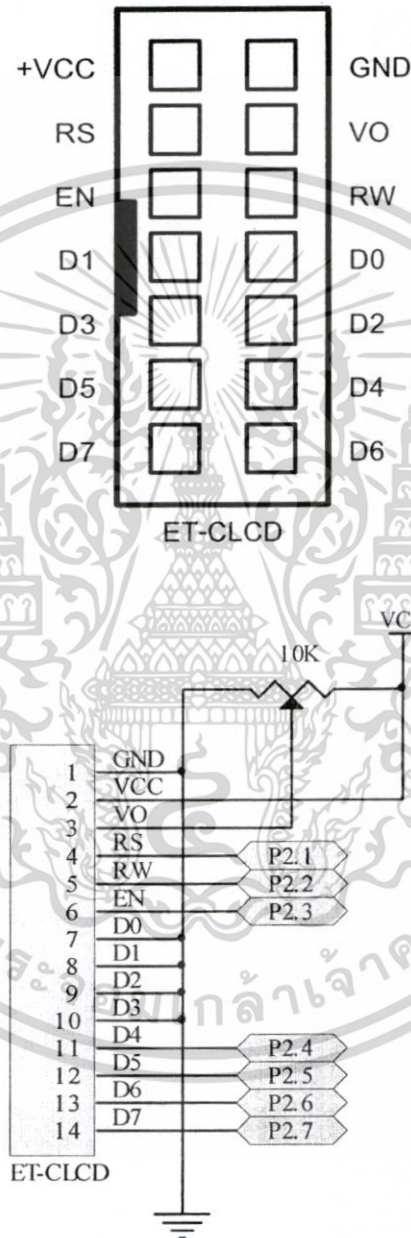 +VCC GND
RS VO
EN RW
D1 D0
D3 D2
D5 D4
D7 D6
ET-CLCD
VC
10K
1 GND
2 VCC
3 VO
4 RS P2.1
5 RW P2.2
6 EN P2.3
7 D0
8 D1
9 D2
10 D3
11 D4 P2.4
12 D5 P2.5
13 D6 P2.6
14 D7 P2.7
ET-CLCD